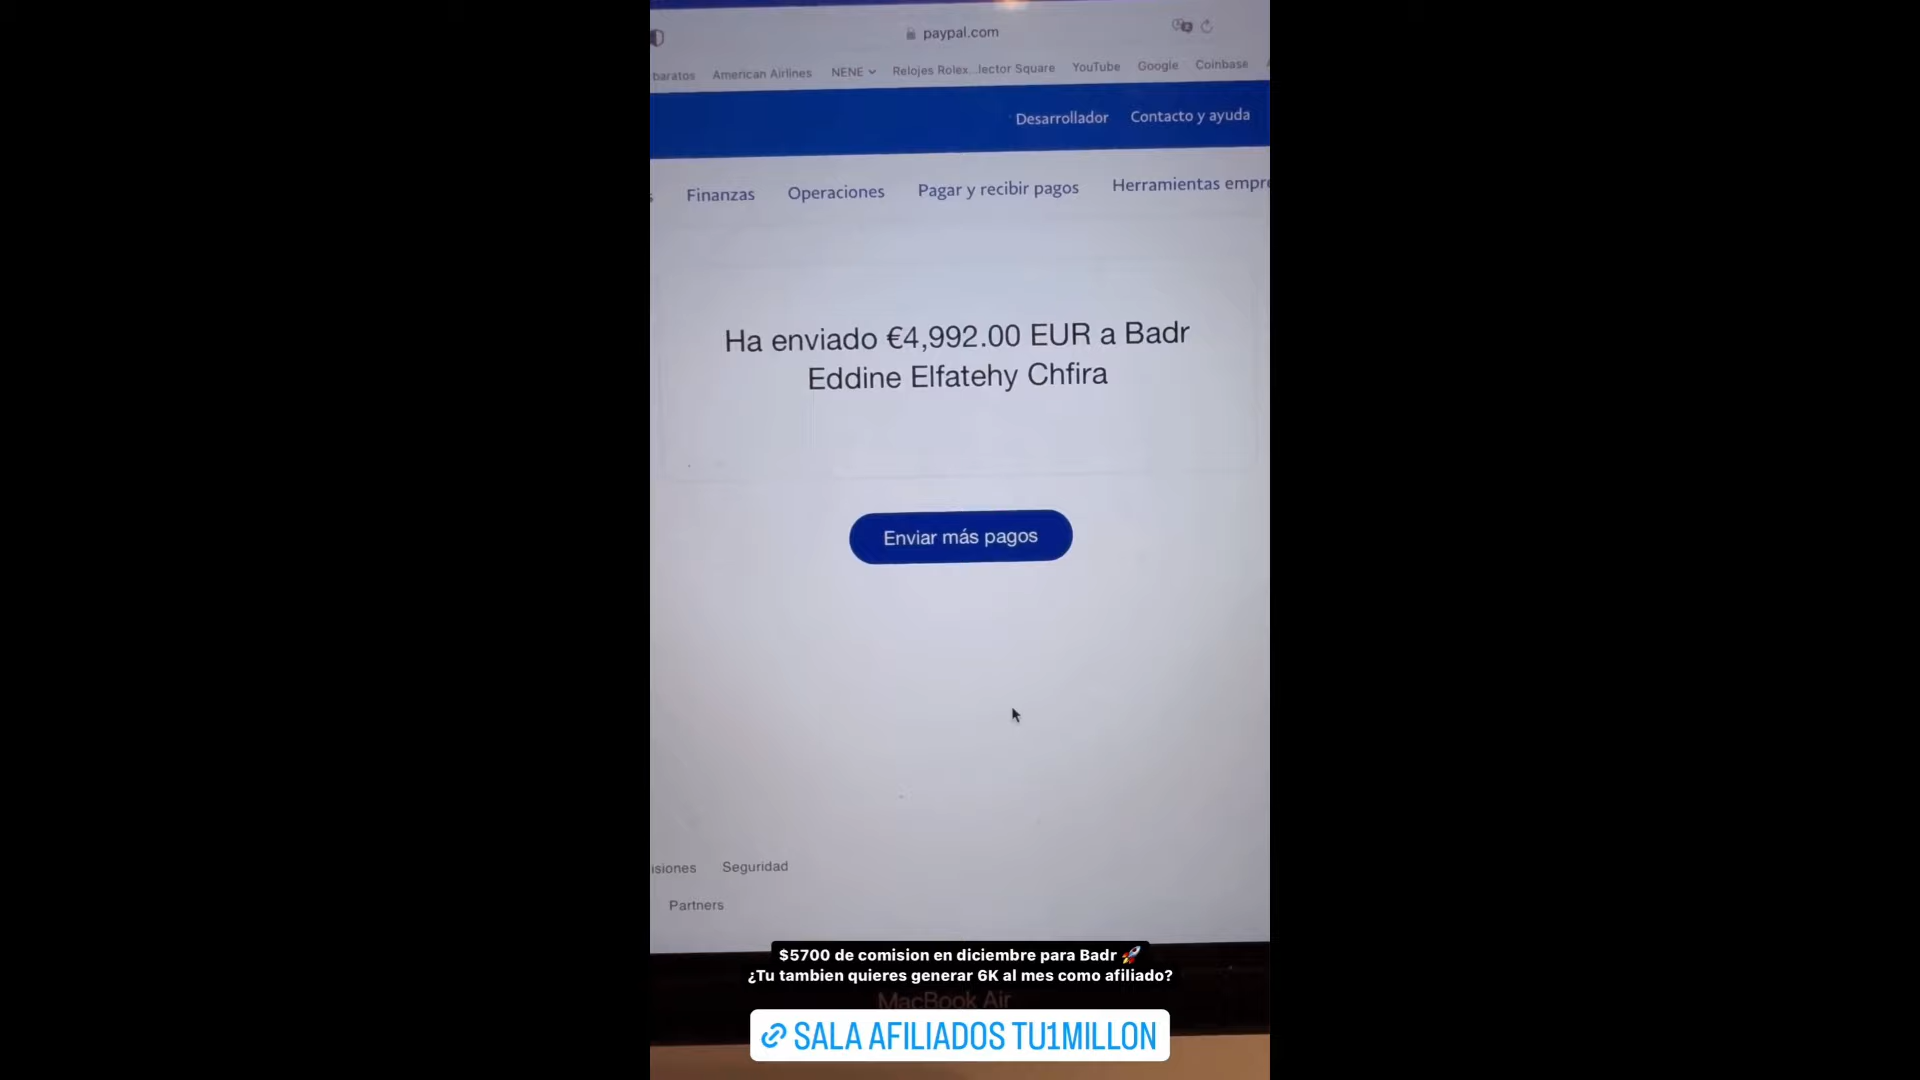 paypal.com
baratos American Airlines NENE Relojes Rolex...lector Square YouTube Google Coinbase
Desarrollador Contacto y ayuda
Finanzas Operaciones Pagar y recibir pagos Herramientas empre
Ha enviado €4,992.00 EUR a Badr
Eddine Elfatehy Chfira
Enviar más pagos
isiones Seguridad
Partners
$5700 de comision en diciembre para Badr 🚀
¿Tu tambien quieres generar 6K al mes como afiliado?
MacBook Air
SALA AFILIADOS TU1MILLON